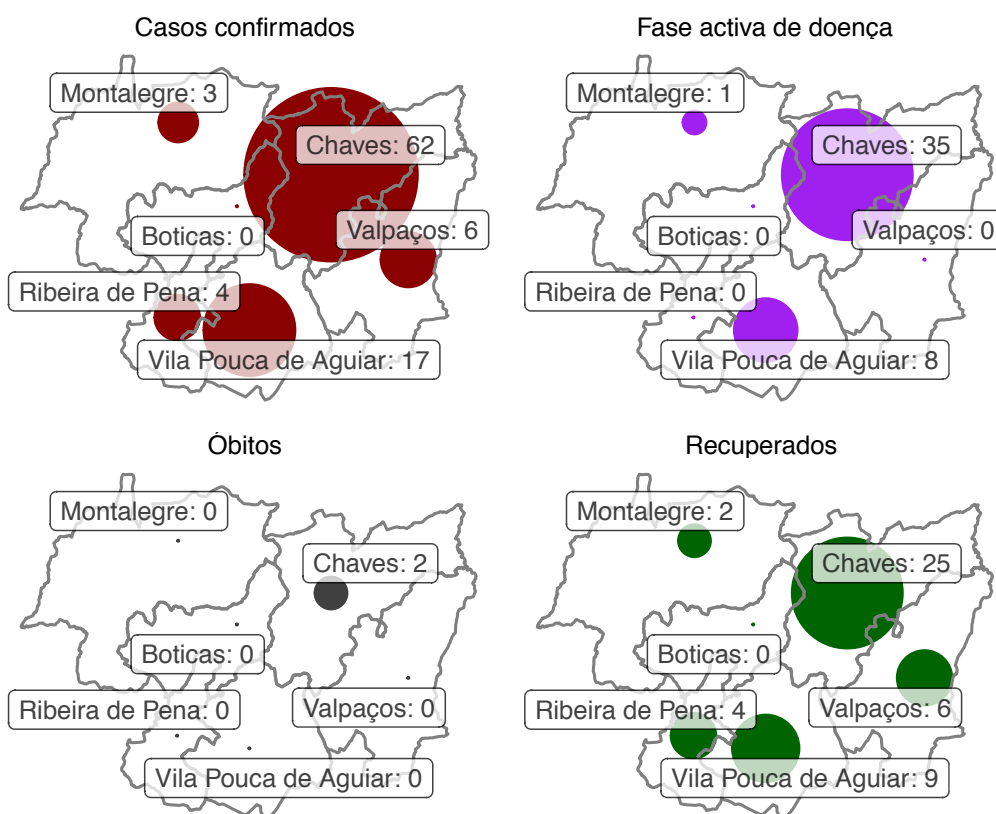 Casos confirmados
Montalegre: 3
Chaves: 62
Boticas: 0
Valpaços: 6
Ribeira de Pena: 4
Vila Pouca de Aguiar: 17
Fase activa de doença
Montalegre: 1
Chaves: 35
Boticas: 0
Valpaços: 0
Ribeira de Pena: 0
Vila Pouca de Aguiar: 8
Óbitos
Montalegre: 0
Chaves: 2
Boticas: 0
Ribeira de Pena: 0
Valpaços: 0
Vila Pouca de Aguiar: 0
Recuperados
Montalegre: 2
Chaves: 25
Boticas: 0
Ribeira de Pena: 4
Valpaços: 6
Vila Pouca de Aguiar: 9